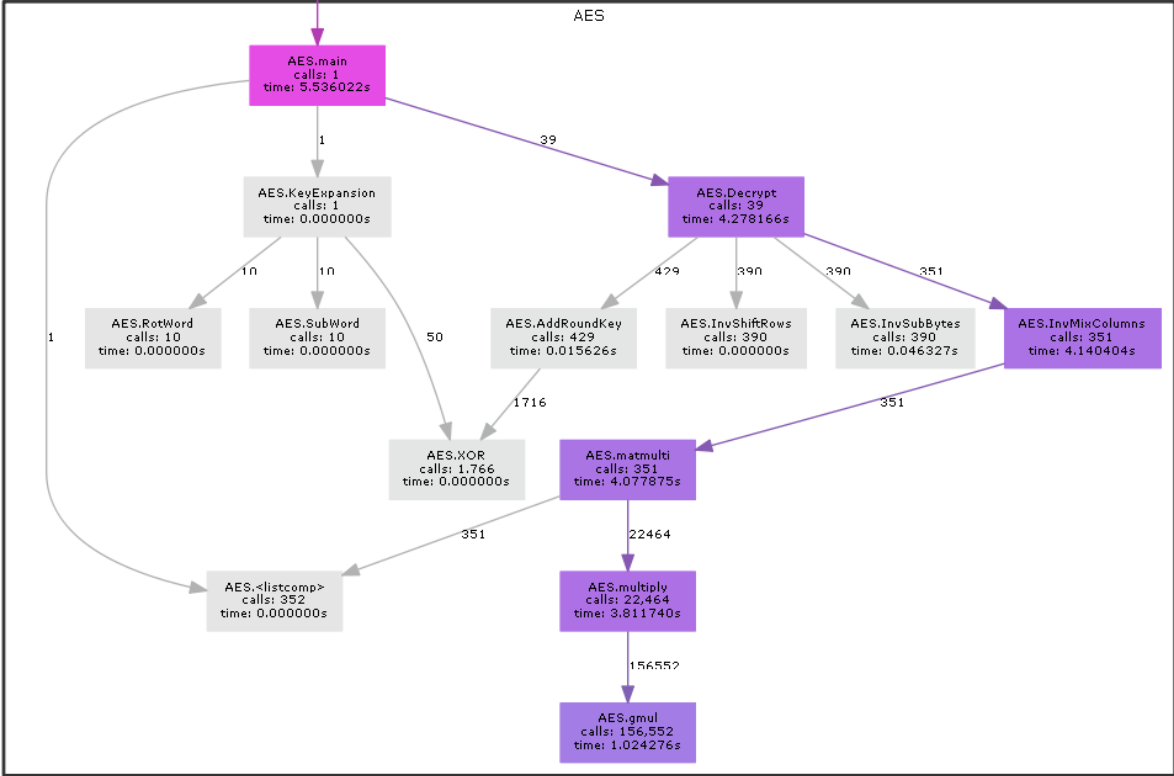 AES
AES.main
calls: 1
time: 5.536022s
1
39
AES.KeyExpansion
calls: 1
time: 0.000000s
AES.Decrypt
calls: 39
time: 4.278166s
10
10
429
390
390
351
AES.RotWord
calls: 10
time: 0.000000s
AES.SubWord
calls: 10
time: 0.000000s
AES.AddRoundKey
calls: 429
time: 0.015626s
AES.InvShiftRows
calls: 390
time: 0.000000s
AES.InvSubBytes
calls: 390
time: 0.046327s
AES.InvMixColumns
calls: 351
time: 4.140404s
1
50
1716
351
AES.XOR
calls: 1.766
time: 0.000000s
AES.matmulti
calls: 351
time: 4.077875s
351
22464
AES.<listcomp>
calls: 352
time: 0.000000s
AES.multiply
calls: 22,464
time: 3.811740s
156552
AES.gmul
calls: 156,552
time: 1.024276s